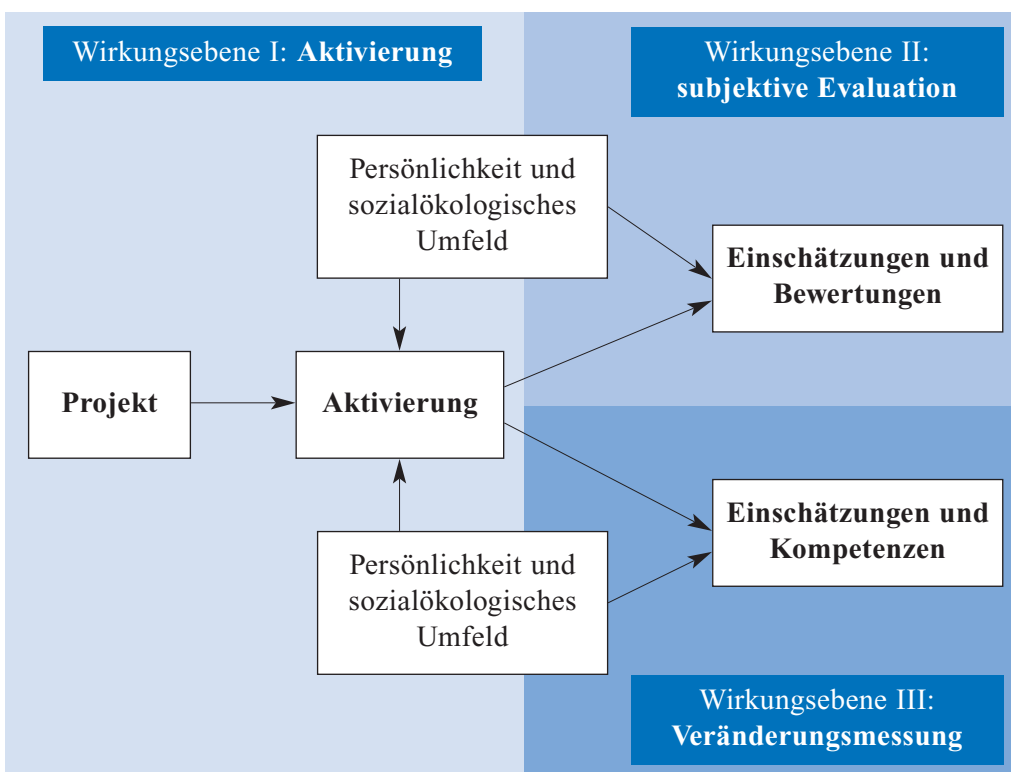 Wirkungsebene I: Aktivierung
Wirkungsebene II:
subjektive Evaluation
Persönlichkeit und
sozialökologisches
Umfeld
Einschätzungen und
Bewertungen
Projekt
Aktivierung
Einschätzungen und
Kompetenzen
Persönlichkeit und
sozialökologisches
Umfeld
Wirkungsebene III:
Veränderungsmessung